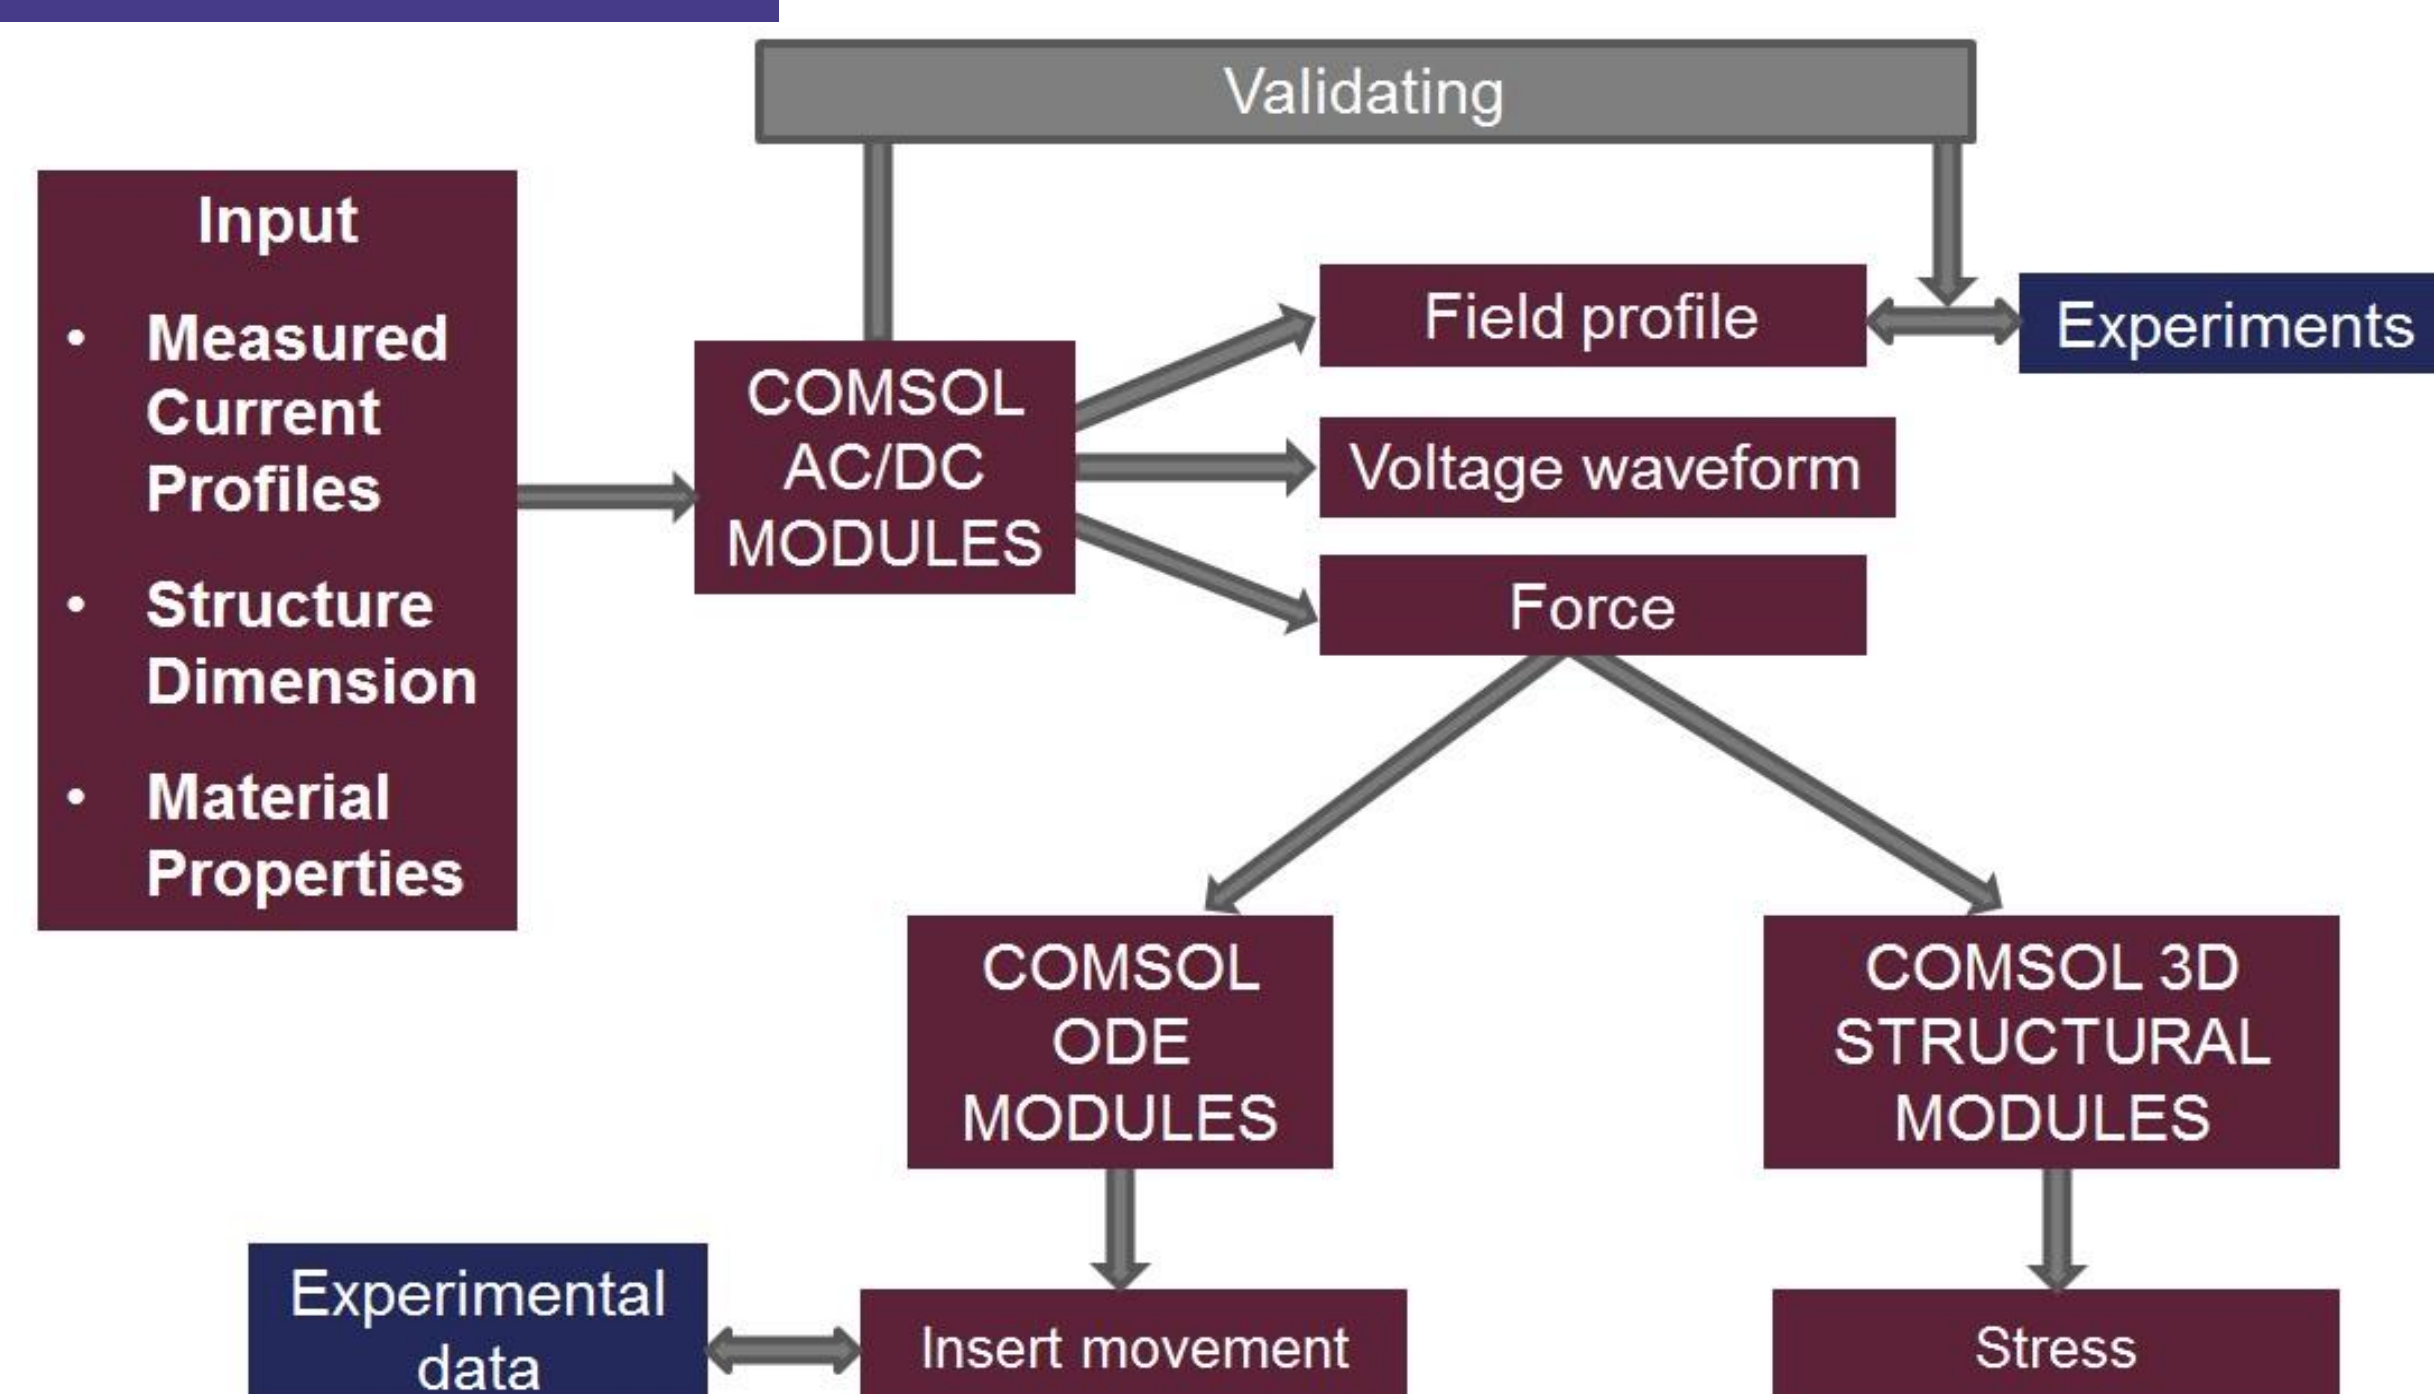 Validating
Input
• Measured
Current
Profiles
• Structure
Dimension
• Material
Properties
COMSOL
AC/DC
MODULES
Field profile
Experiments
Voltage waveform
Force
COMSOL
ODE
MODULES
COMSOL 3D
STRUCTURAL
MODULES
Experimental
data
Insert movement
Stress